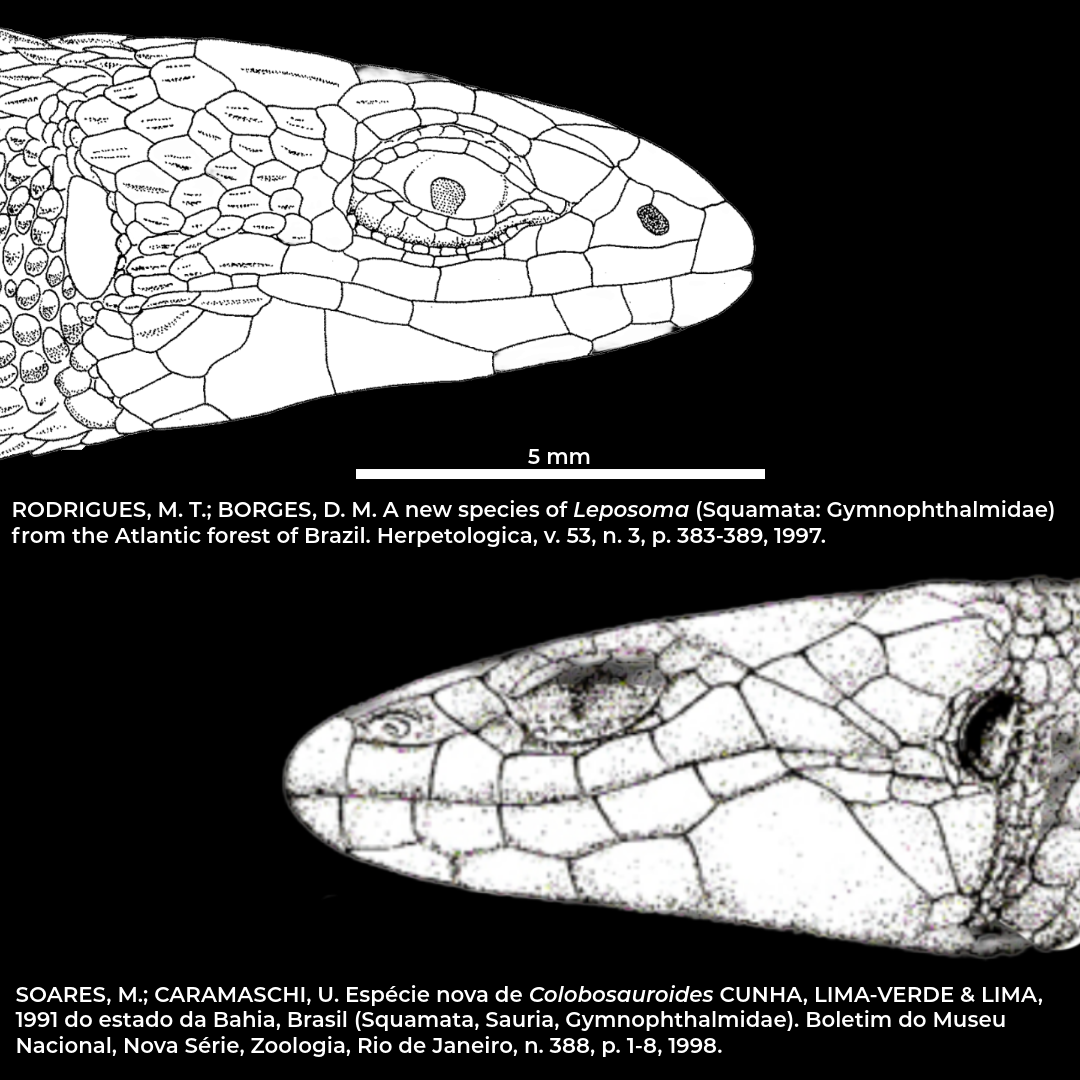 5 mm
RODRIGUES, M. T.; BORGES, D. M. A new species of Leposoma (Squamata: Gymnophthalmidae)
from the Atlantic forest of Brazil. Herpetologica, v. 53, n. 3, p. 383-389, 1997.
SOARES, M.; CARAMASCHI, U. Espécie nova de Colobosauroides CUNHA, LIMA-VERDE & LIMA,
1991 do estado da Bahia, Brasil (Squamata, Sauria, Gymnophthalmidae). Boletim do Museu
Nacional, Nova Série, Zoologia, Rio de Janeiro, n. 388, p. 1-8, 1998.